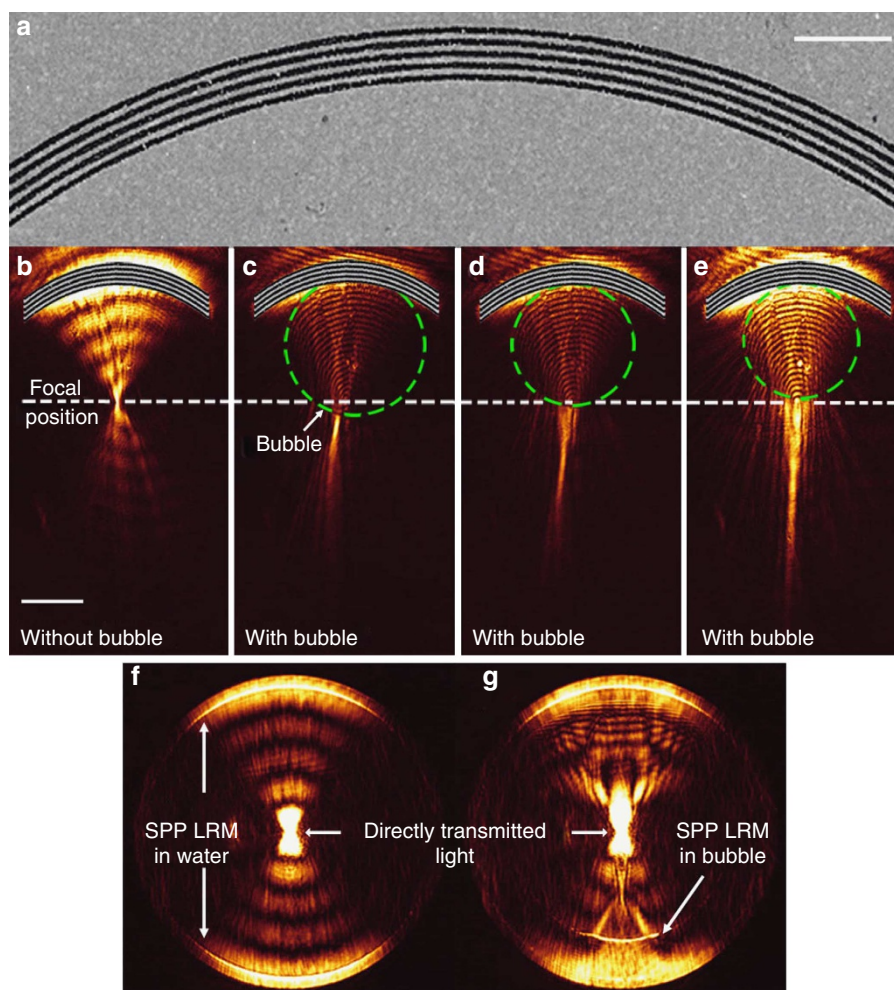 a
b
c
d
e
Focal
position
Bubble
Without bubble
With bubble
With bubble
With bubble
f
g
SPP LRM
in water
Directly transmitted
light
SPP LRM
in bubble